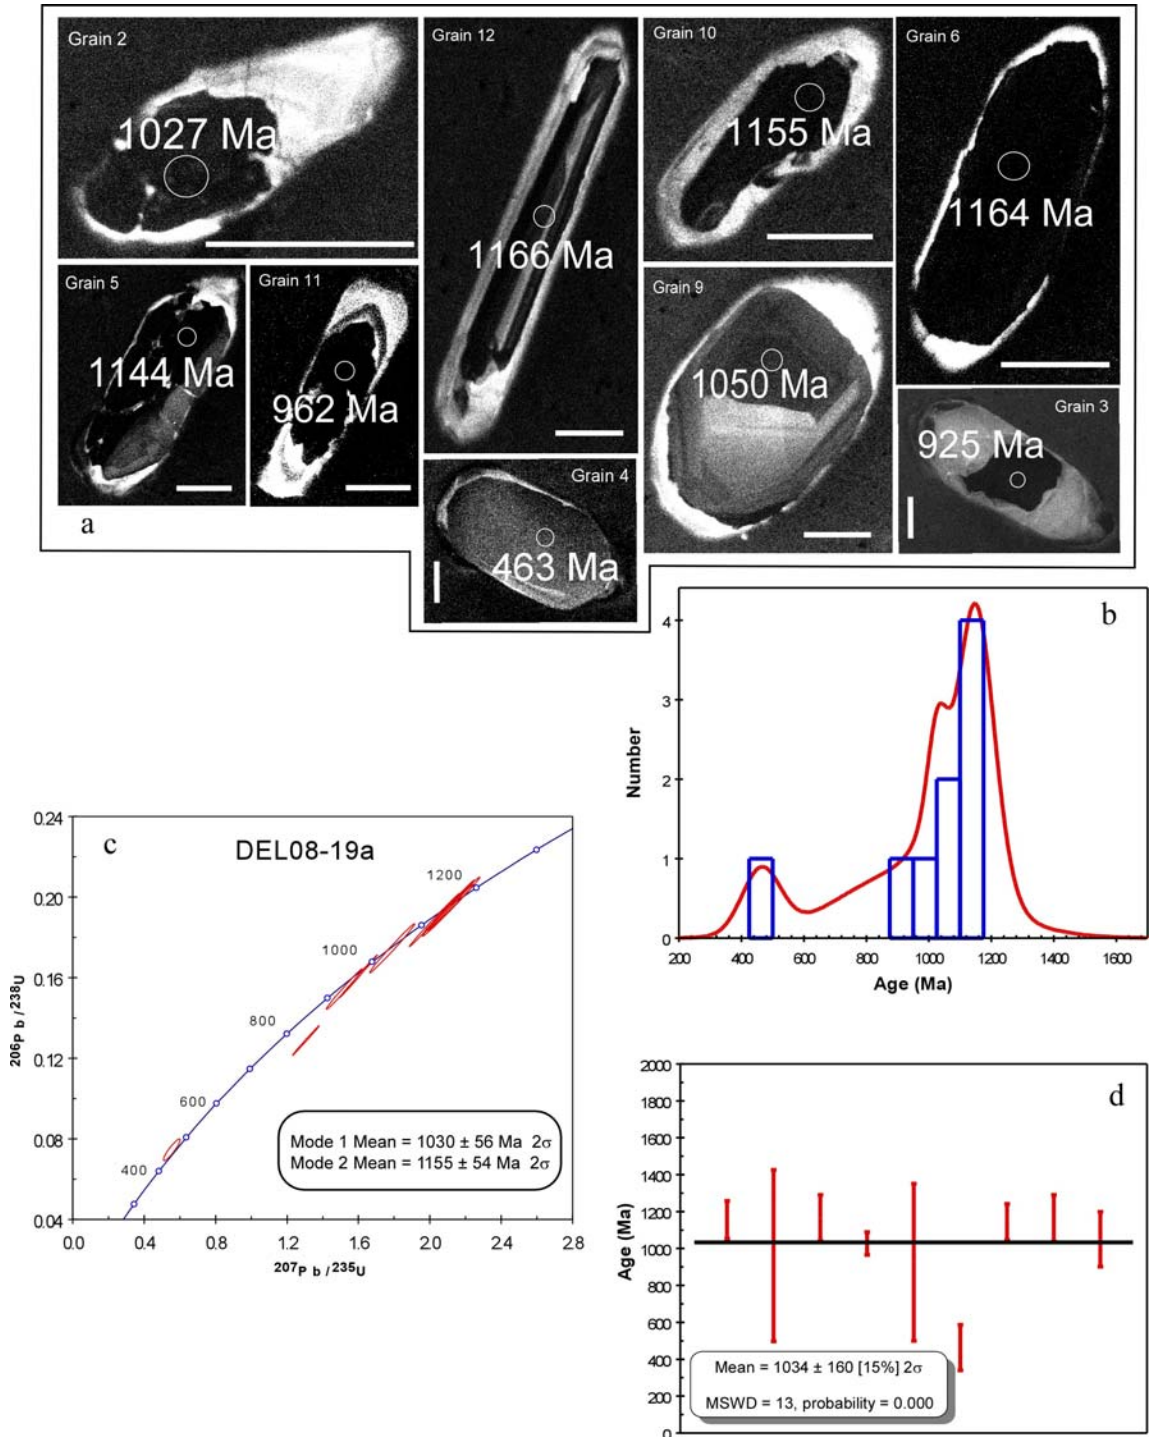 Grain 2
1027 Ma
Grain 12
1166 Ma
Grain 10
1155 Ma
Grain 6
1164 Ma
Grain 5
1144 Ma
Grain 11
962 Ma
Grain 9
1050 Ma
Grain 3
925 Ma
Grain 4
463 Ma
a
b
4
3
2
1
0
Number
200 400 600 800 1000 1200 1400 1600
Age (Ma)
c
DEL08-19a
0.24
0.20
0.16
0.12
0.08
0.04
206Pb/238U
1200
1000
800
600
400
Mode 1 Mean = 1030 ± 56 Ma 2σ
Mode 2 Mean = 1155 ± 54 Ma 2σ
0.0 0.4 0.8 1.2 1.6 2.0 2.4 2.8
207Pb/235U
d
2000
1800
1600
1400
1200
1000
800
600
400
200
0
Age (Ma)
Mean = 1034 ± 160 [15%] 2σ
MSWD = 13, probability = 0.000